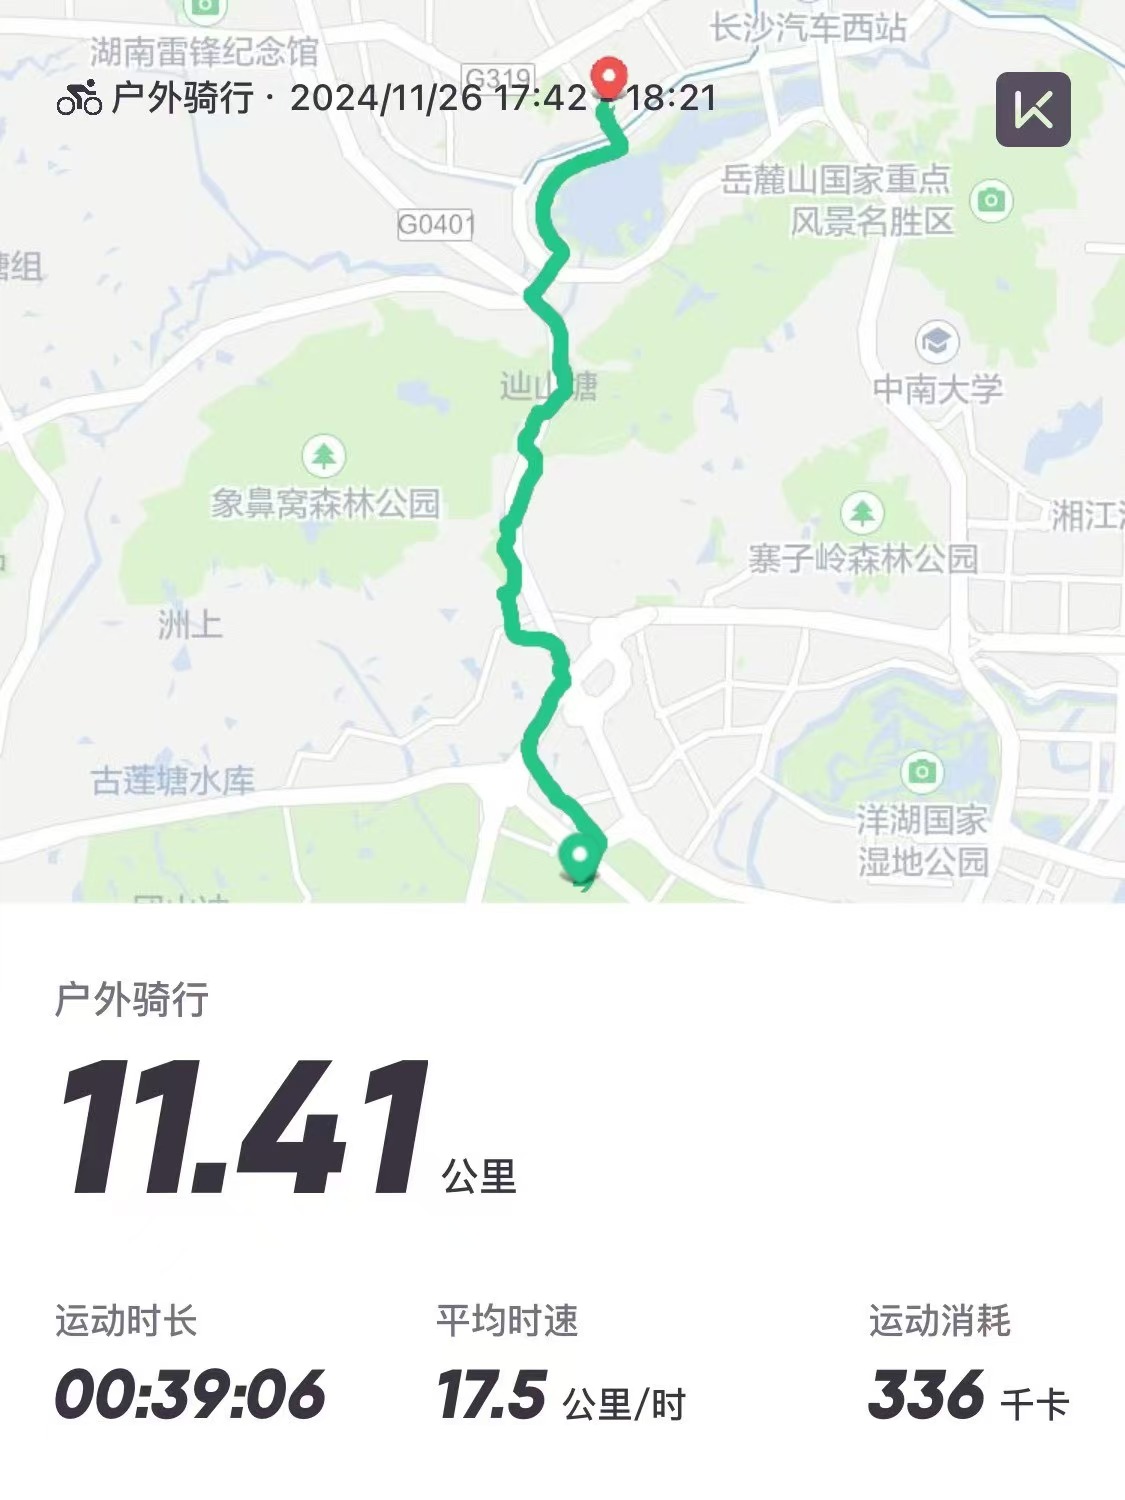 长沙汽车西站
湖南雷锋纪念馆
G319
户外骑行 · 2024/11/26 17:42 - 18:21
岳麓山国家重点
风景名胜区
G0401
塘组
辿山塘
中南大学
象鼻窝森林公园
湘江
寨子岭森林公园
洲上
古莲塘水库
洋湖国家
湿地公园
户外骑行
11.41 公里
运动时长 平均时速 运动消耗
00:39:06 17.5 公里/时 336 千卡